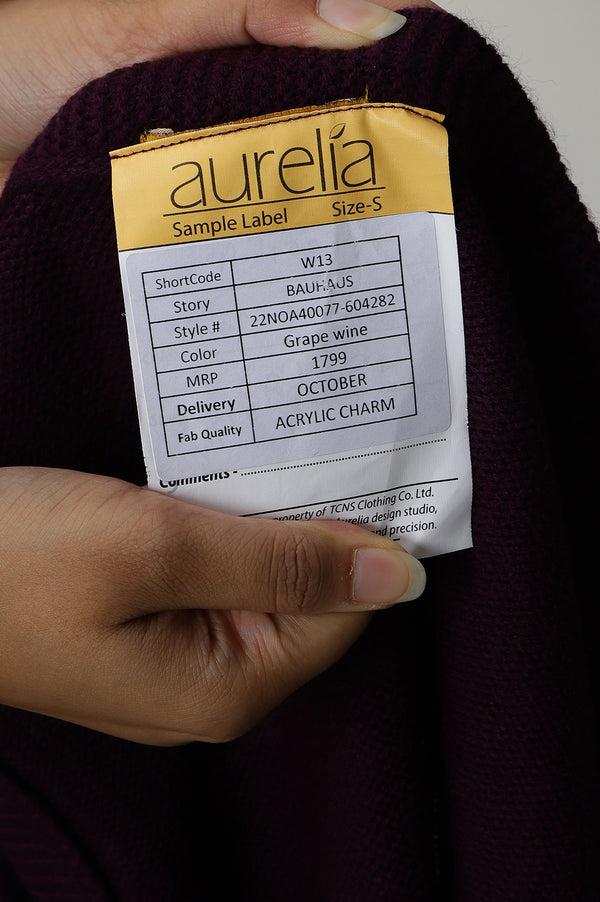 aurelia
Sample Label Size-S
ShortCode W13
Story BAUHAUS
Style # 22NOA40077-604282
Color Grape wine
MRP 1799
Delivery OCTOBER
Fab Quality ACRYLIC CHARM
Comments -
property of TCNS Clothing Co. Ltd.
Aurelia design studio,
and precision.